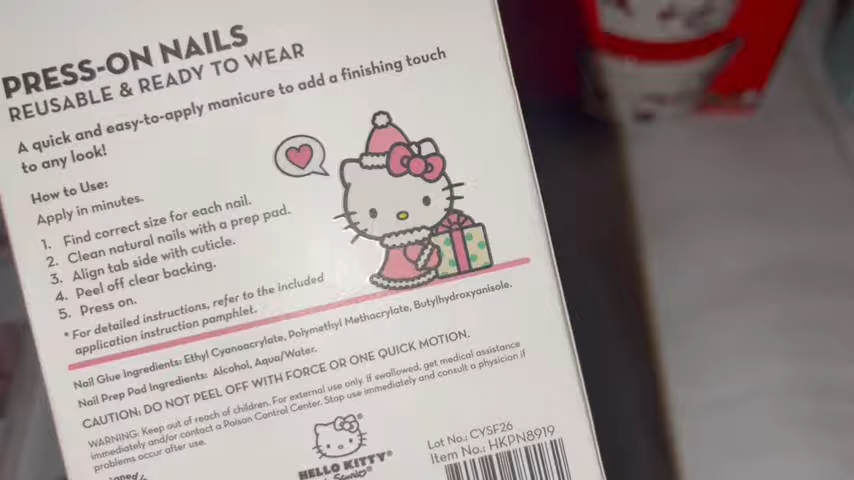 PRESS-ON NAILS
REUSABLE & READY TO WEAR
A quick and easy-to-apply manicure to add a finishing touch
to any look!
How to Use:
Apply in minutes.
1. Find correct size for each nail.
2. Clean natural nails with a prep pad.
3. Align tab side with cuticle.
4. Peel off clear backing.
5. Press on.
* For detailed instructions, refer to the included
application instruction pamphlet.
Nail Glue Ingredients: Ethyl Cyanoacrylate, Polymethyl Methacrylate, Butylhydroxyanisole.
Nail Prep Pad Ingredients: Alcohol, Aqua/Water.
CAUTION: DO NOT PEEL OFF WITH FORCE OR ONE QUICK MOTION.
WARNING: Keep out of reach of children. For external use only. If swallowed, get medical assistance
immediately and/or contact a Poison Control Center. Stop use immediately and consult a physician if
problems occur after use.
HELLO KITTY®
Lot No.: CYSF26
Item No.: HKPN8919